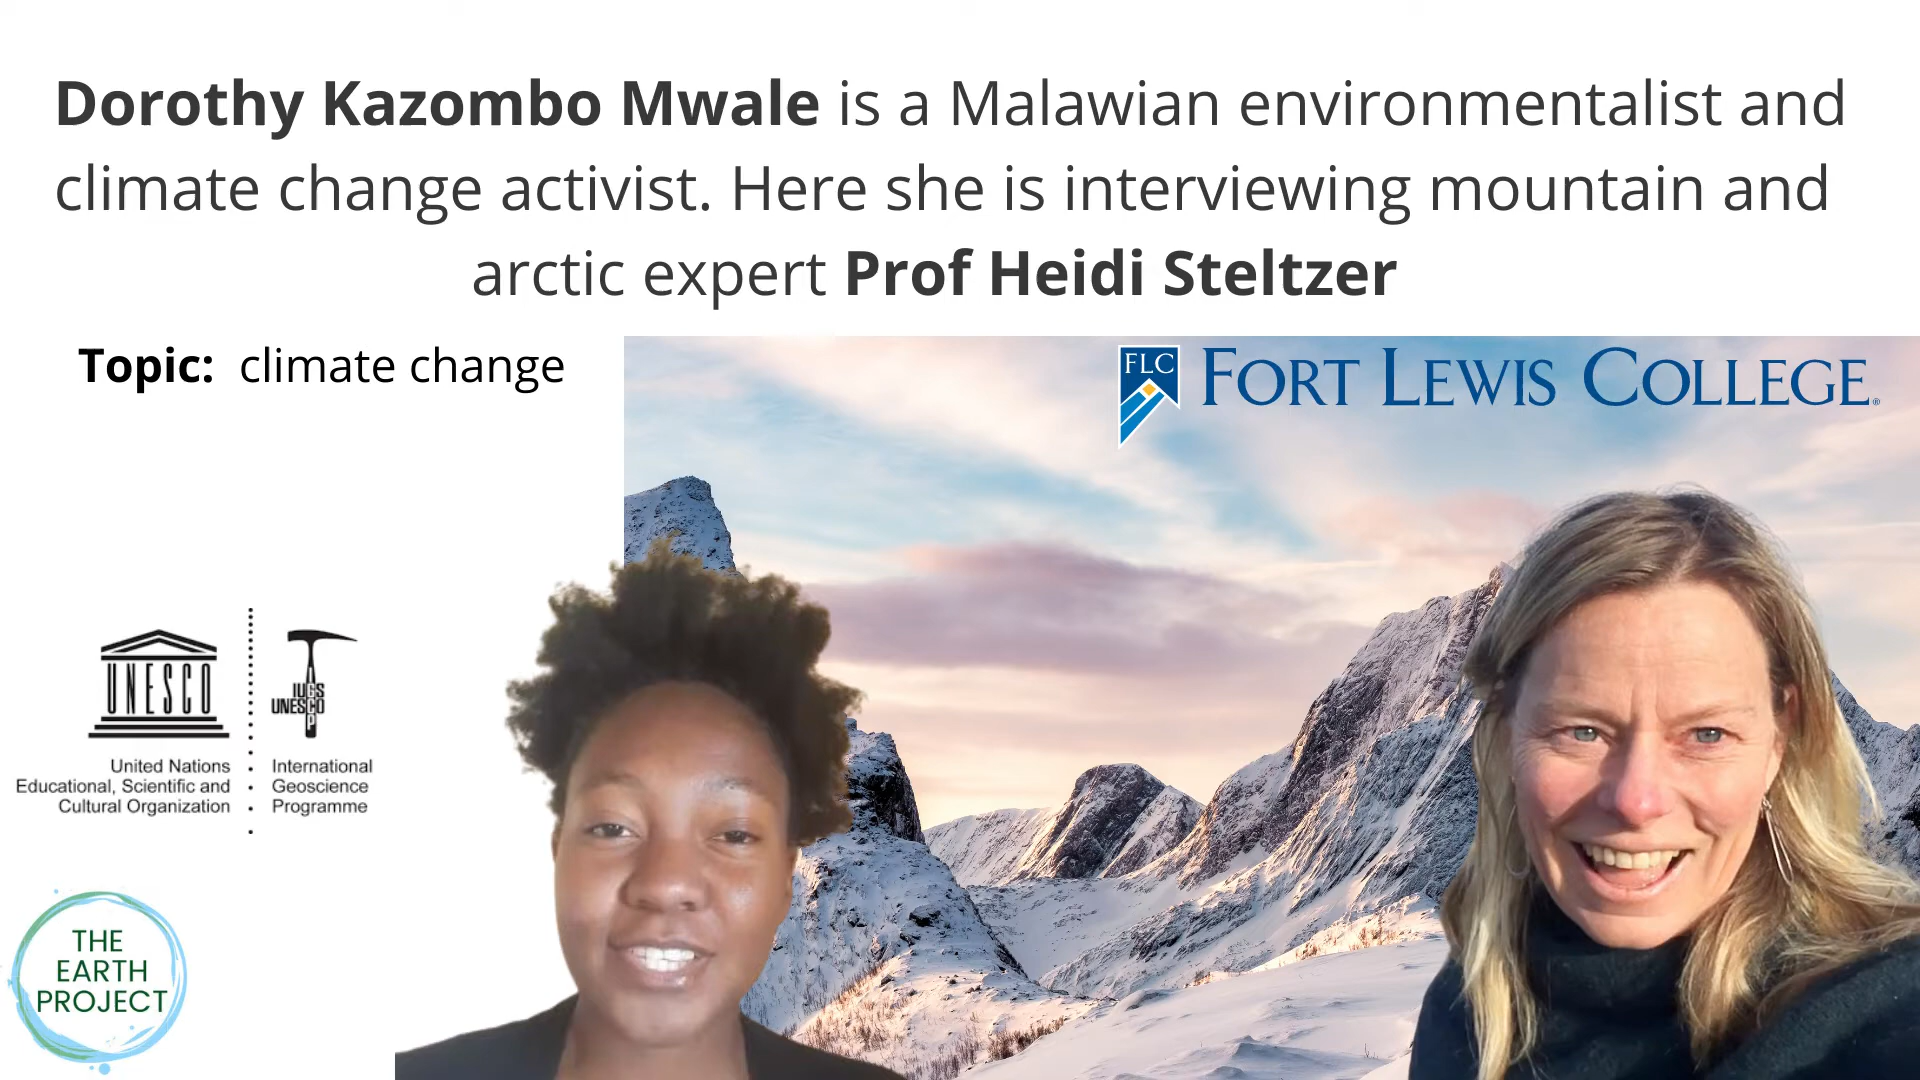 Dorothy Kazombo Mwale is a Malawian environmentalist and
climate change activist. Here she is interviewing mountain and
arctic expert Prof Heidi Steltzer
Topic: climate change
FLC
FORT LEWIS COLLEGE®
UNESCO
IUGS
UNESCO
IGCP
United Nations
Educational, Scientific and
Cultural Organization
International
Geoscience
Programme
THE
EARTH
PROJECT